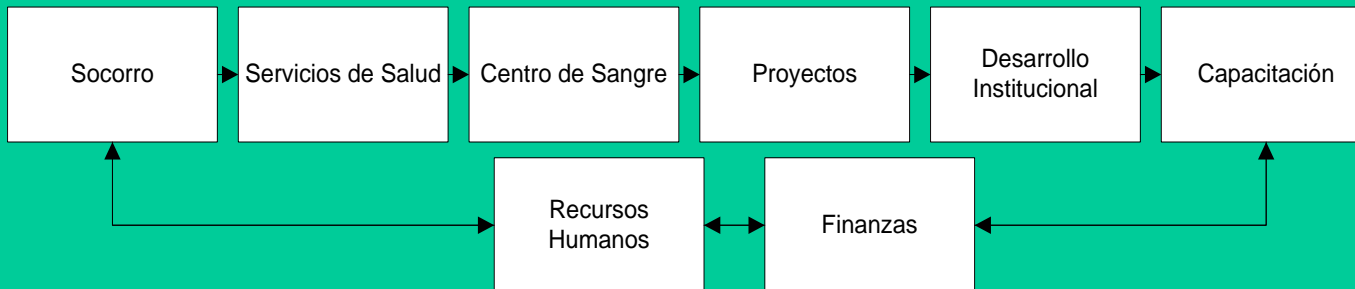 Socorro
Servicios de Salud
Centro de Sangre
Proyectos
Desarrollo
Institucional
Capacitación
Recursos
Humanos
Finanzas